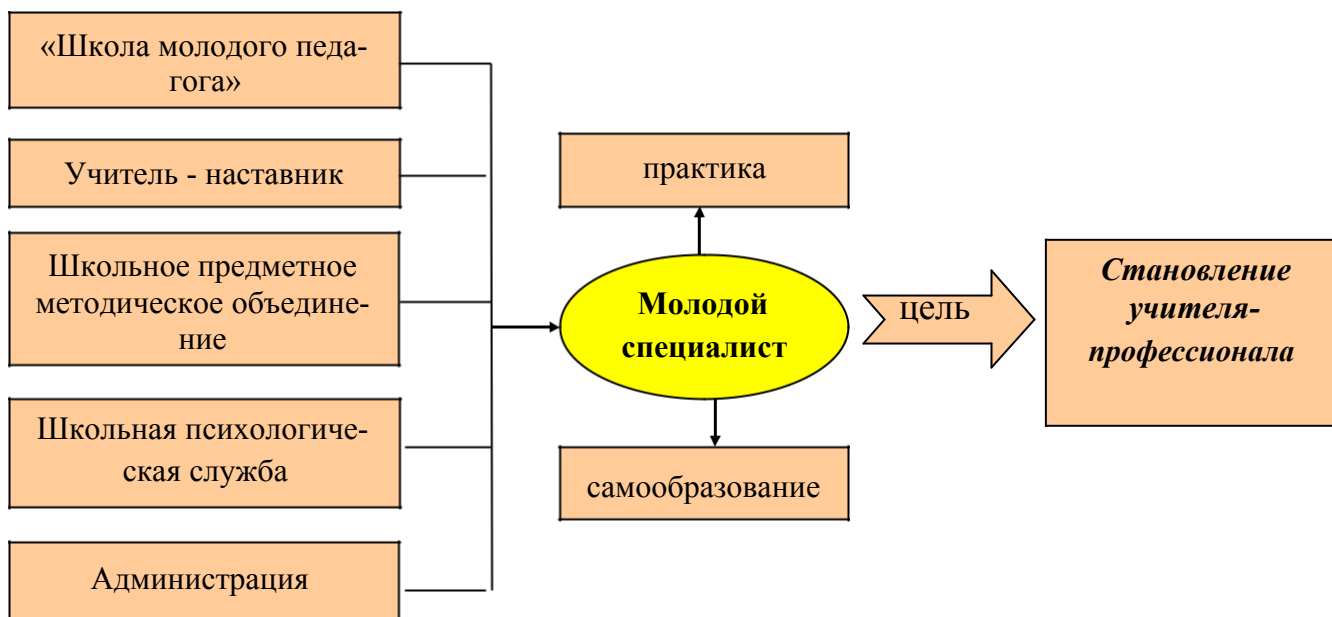 «Школа молодого педа-
гога»
Учитель - наставник
Школьное предметное
методическое объедине-
ние
Школьная психологиче-
ская служба
Администрация
практика
Молодой
специалист
самообразование
цель
Становление
учителя-
профессионала